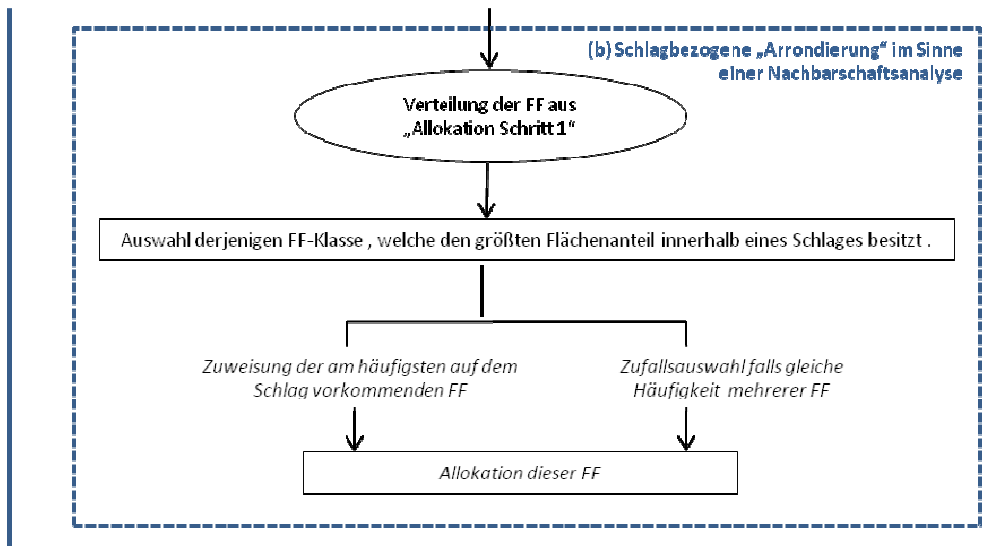 (b) Schlagbezogene „Arrondierung“ im Sinne
einer Nachbarschaftsanalyse
Verteilung der FF aus
„Allokation Schritt 1“
Auswahl derjenigen FF-Klasse , welche den größten Flächenanteil innerhalb eines Schlages besitzt .
Zuweisung der am häufigsten auf dem
Schlag vorkommenden FF
Zufallsauswahl falls gleiche
Häufigkeit mehrerer FF
Allokation dieser FF